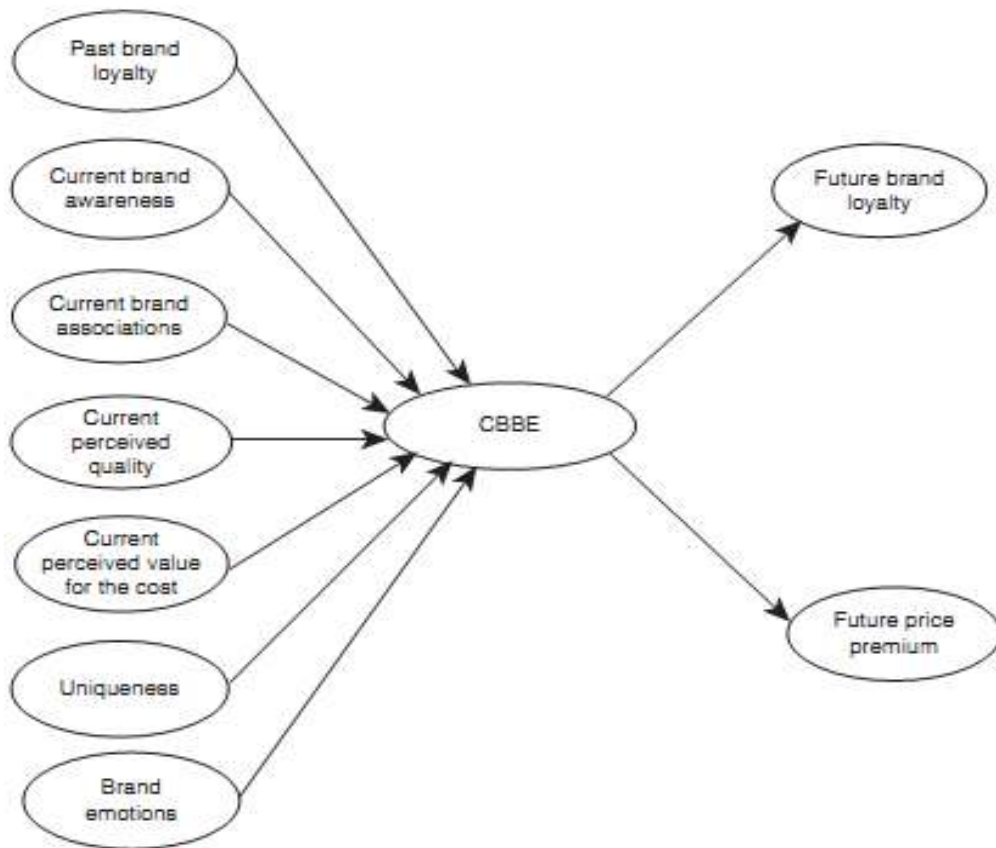 Past brand
loyalty
Current brand
awareness
Current brand
associations
Current
perceived
quality
Current
perceived value
for the cost
Uniqueness
Brand
emotions
CBBE
Future brand
loyalty
Future price
premium